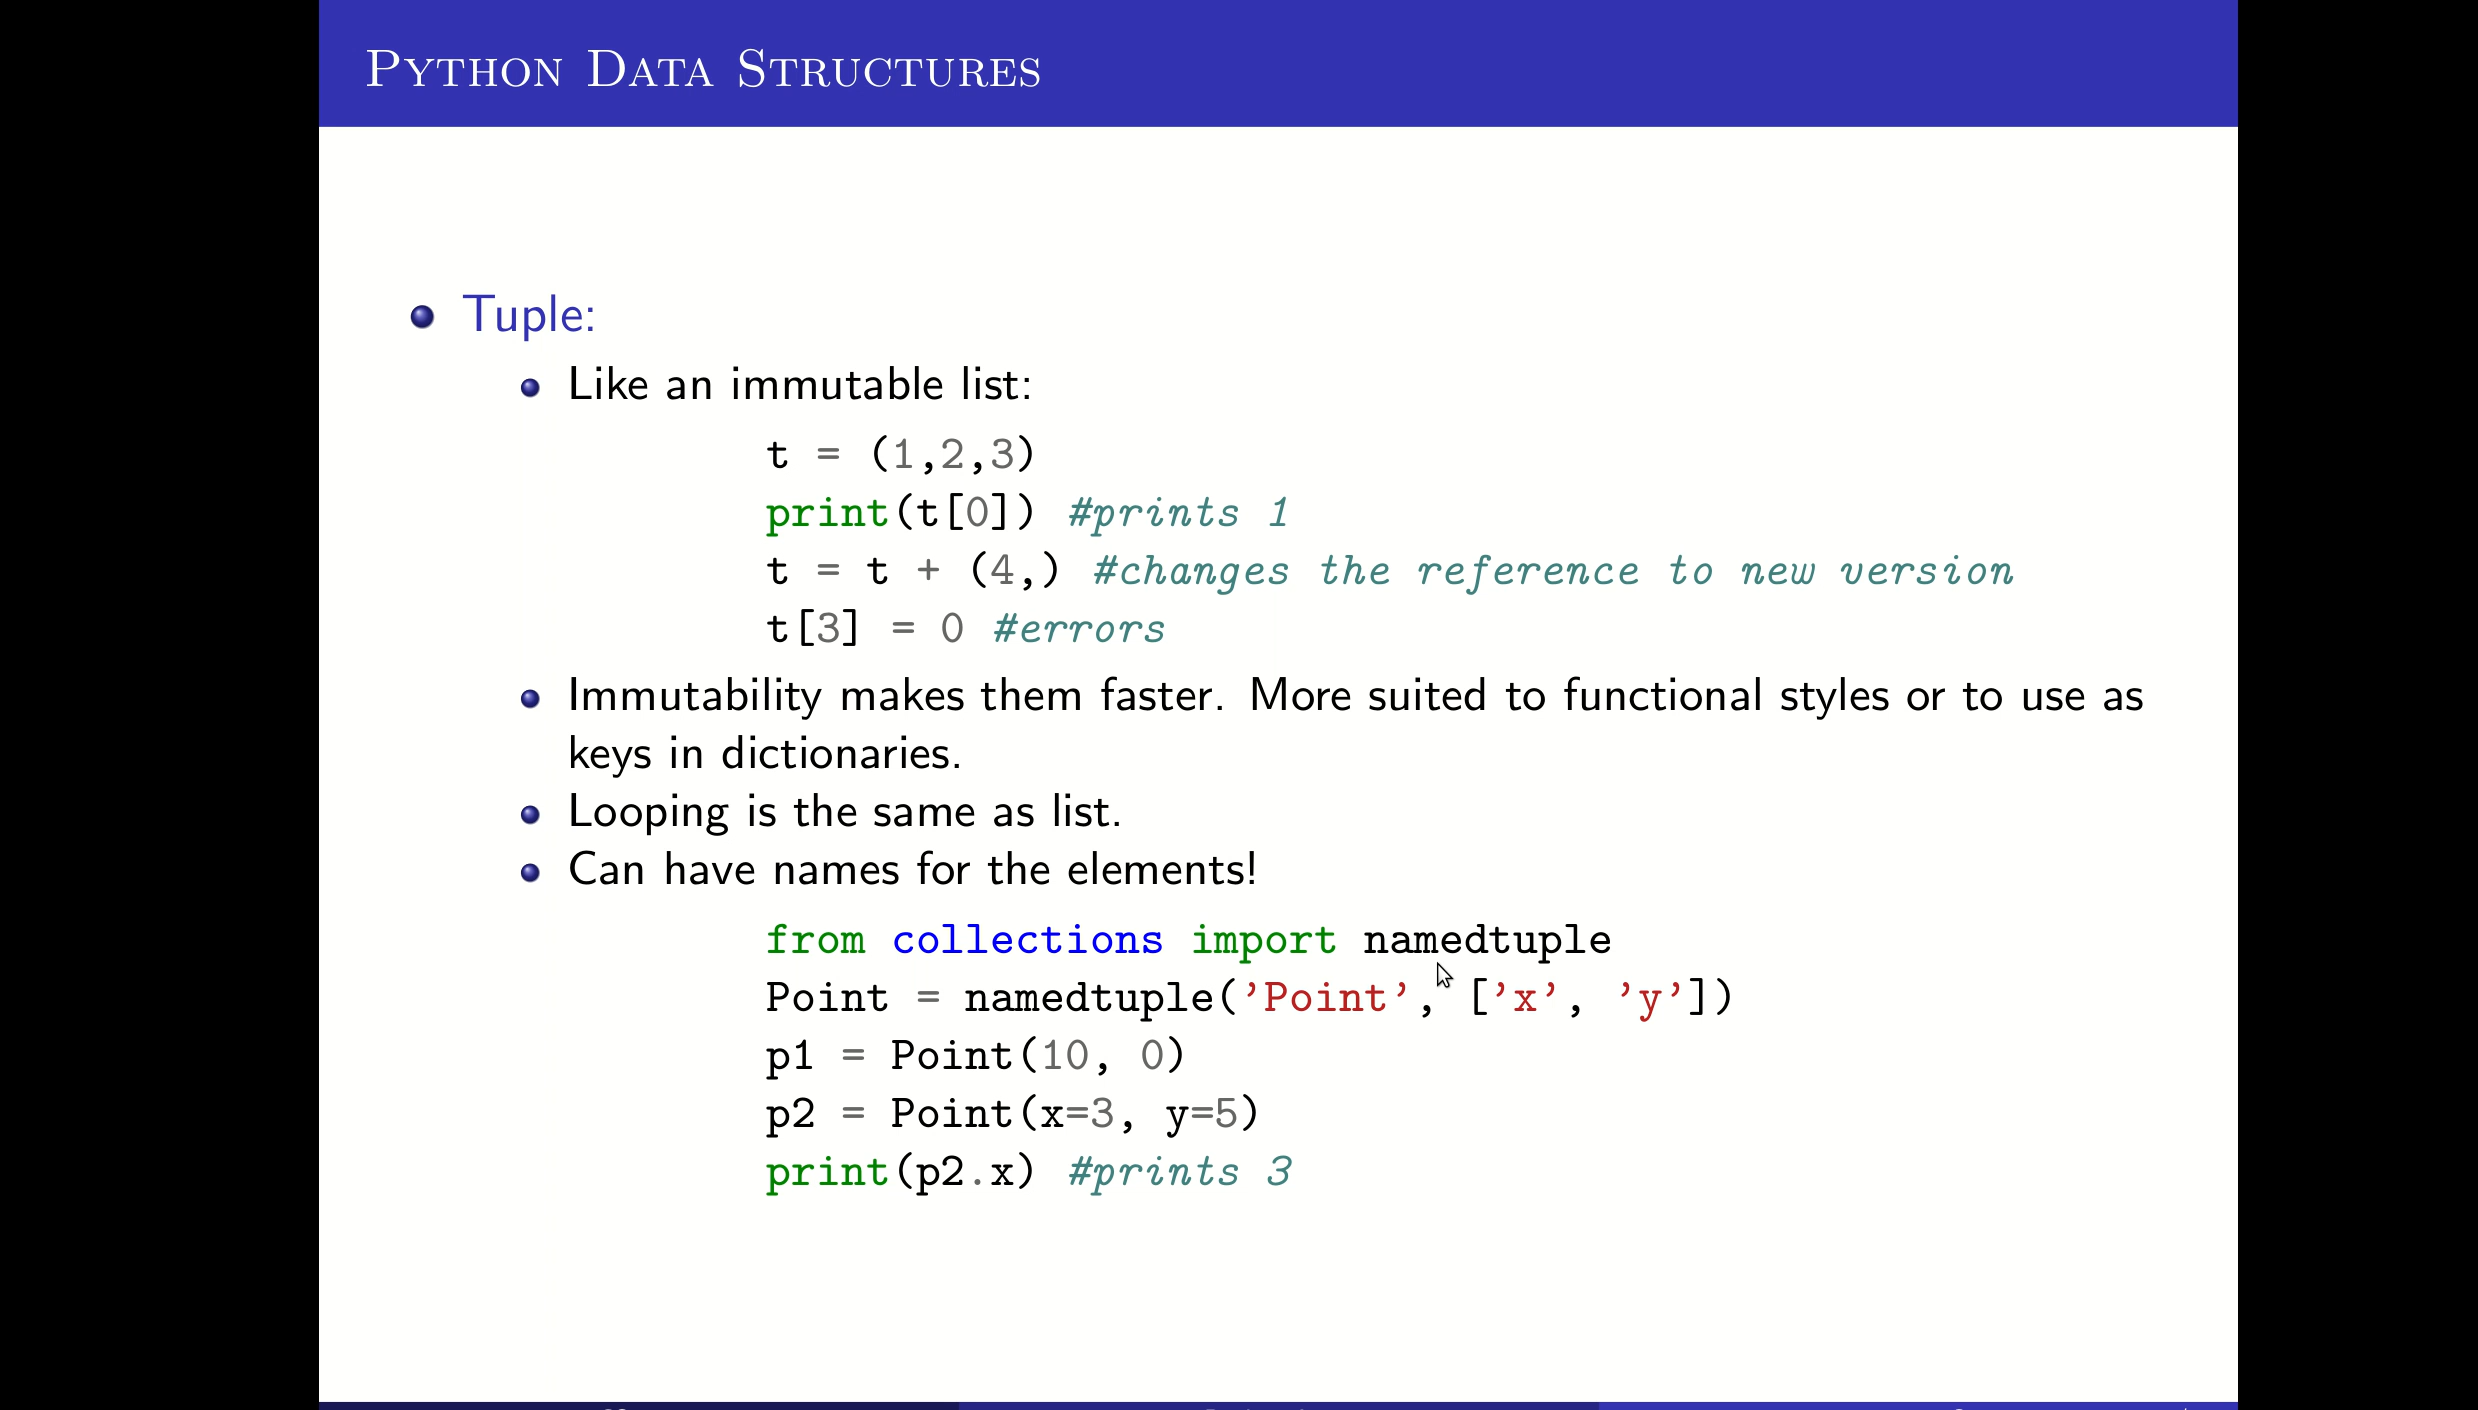 Python Data Structures
Tuple:
Like an immutable list:
t = (1,2,3)
print(t[0]) #prints 1
t = t + (4,) #changes the reference to new version
t[3] = 0 #errors
Immutability makes them faster. More suited to functional styles or to use as
keys in dictionaries.
Looping is the same as list.
Can have names for the elements!
from collections import namedtuple
Point = namedtuple('Point', ['x', 'y'])
p1 = Point(10, 0)
p2 = Point(x=3, y=5)
print(p2.x) #prints 3